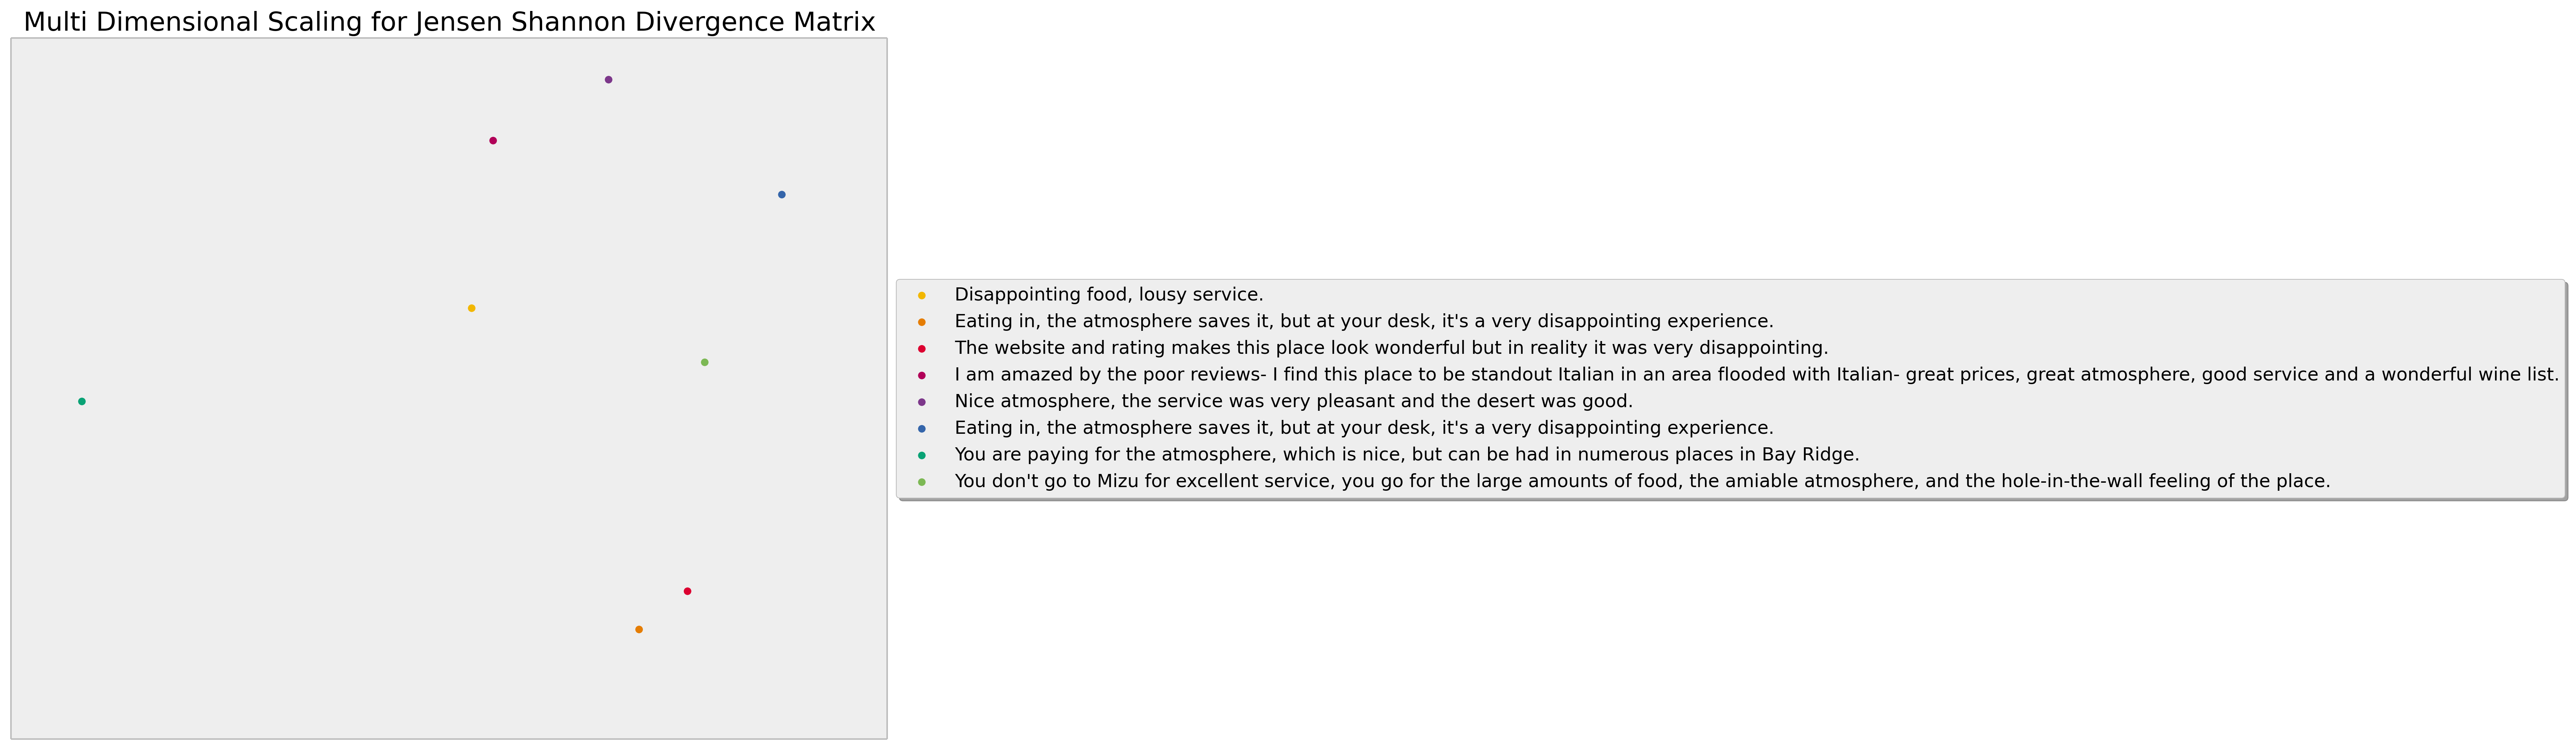 Multi Dimensional Scaling for Jensen Shannon Divergence Matrix
Disappointing food, lousy service.
Eating in, the atmosphere saves it, but at your desk, it's a very disappointing experience.
The website and rating makes this place look wonderful but in reality it was very disappointing.
I am amazed by the poor reviews- I find this place to be standout Italian in an area flooded with Italian- great prices, great atmosphere, good service and a wonderful wine list.
Nice atmosphere, the service was very pleasant and the desert was good.
Eating in, the atmosphere saves it, but at your desk, it's a very disappointing experience.
You are paying for the atmosphere, which is nice, but can be had in numerous places in Bay Ridge.
You don't go to Mizu for excellent service, you go for the large amounts of food, the amiable atmosphere, and the hole-in-the-wall feeling of the place.